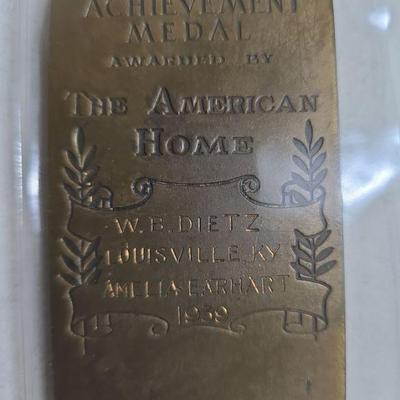 ACHIEVEMENT
MEDAL
AWARDED BY
THE AMERICAN
HOME
W. E. DIETZ
LOUISVILLE, KY
AMELIA EARHART
1939